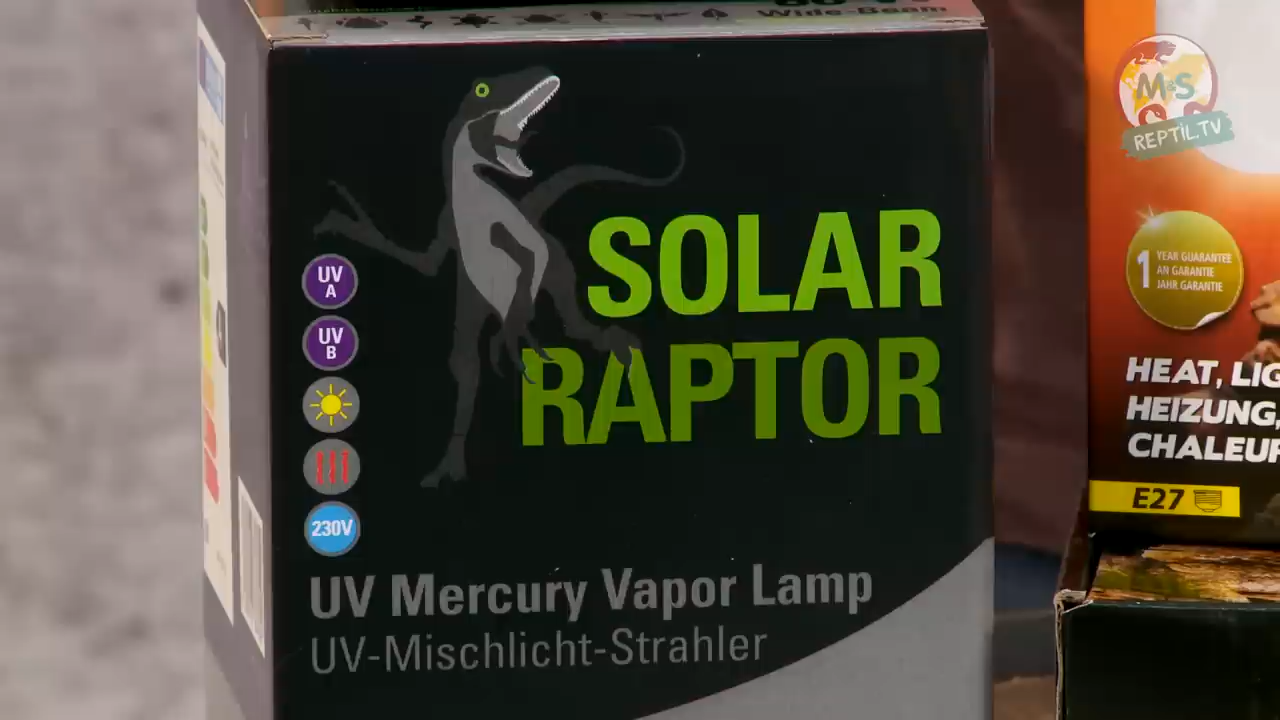 Wide-Beam
M&S
REPTIL.TV
SOLAR
RAPTOR
UV
A
UV
B
230V
UV Mercury Vapor Lamp
UV-Mischlicht-Strahler
1 YEAR GUARANTEE
AN GARANTIE
JAHR GARANTIE
HEAT, LIG
HEIZUNG,
CHALEUR
E27